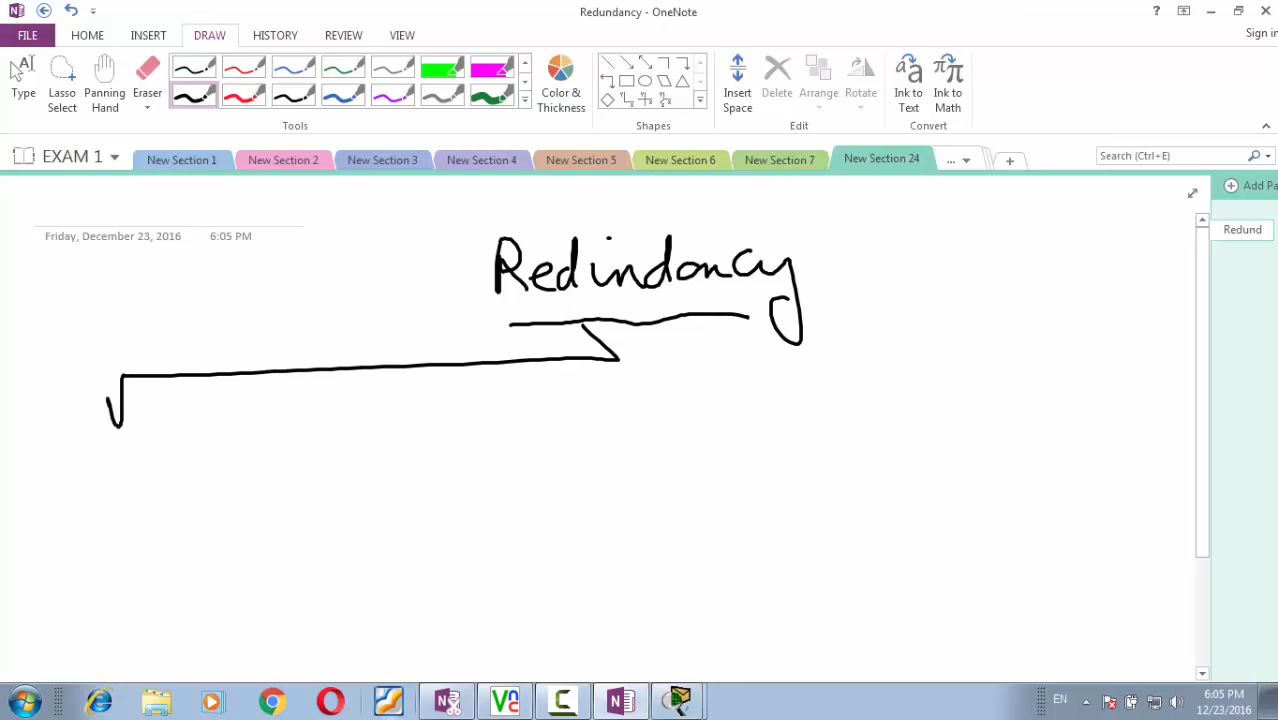 Redundancy - OneNote
?
FILE HOME INSERT DRAW HISTORY REVIEW VIEW
Sign in
Type
Lasso Select
Panning Hand
Eraser
Color & Thickness
Insert Space
Delete
Arrange
Rotate
Ink to Text
Ink to Math
Tools Shapes Edit Convert
EXAM 1 New Section 1 New Section 2 New Section 3 New Section 4 New Section 5 New Section 6 New Section 7 New Section 24 ... Search (Ctrl+E)
Add Pa
Redund
Friday, December 23, 2016 6:05 PM
Redindancy
EN 6:05 PM
12/23/2016